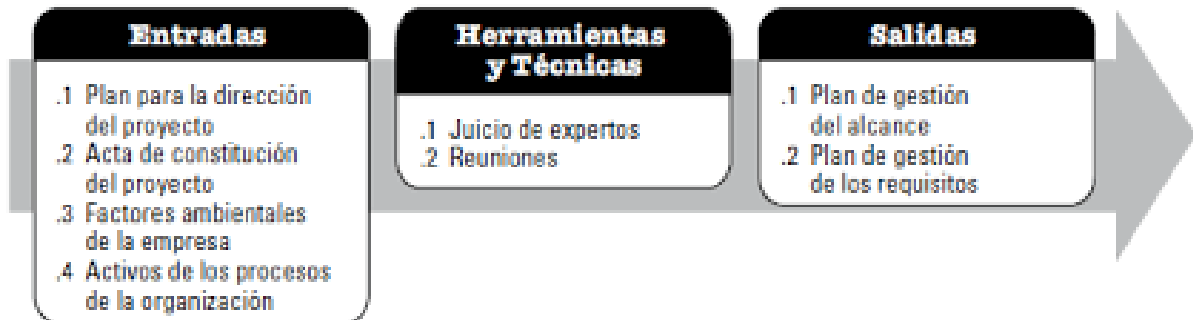 Entradas
.1 Plan para la dirección
del proyecto
.2 Acta de constitución
del proyecto
.3 Factores ambientales
de la empresa
.4 Activos de los procesos
de la organización
Herramientas
y Técnicas
.1 Juicio de expertos
.2 Reuniones
Salidas
.1 Plan de gestión
del alcance
.2 Plan de gestión
de los requisitos